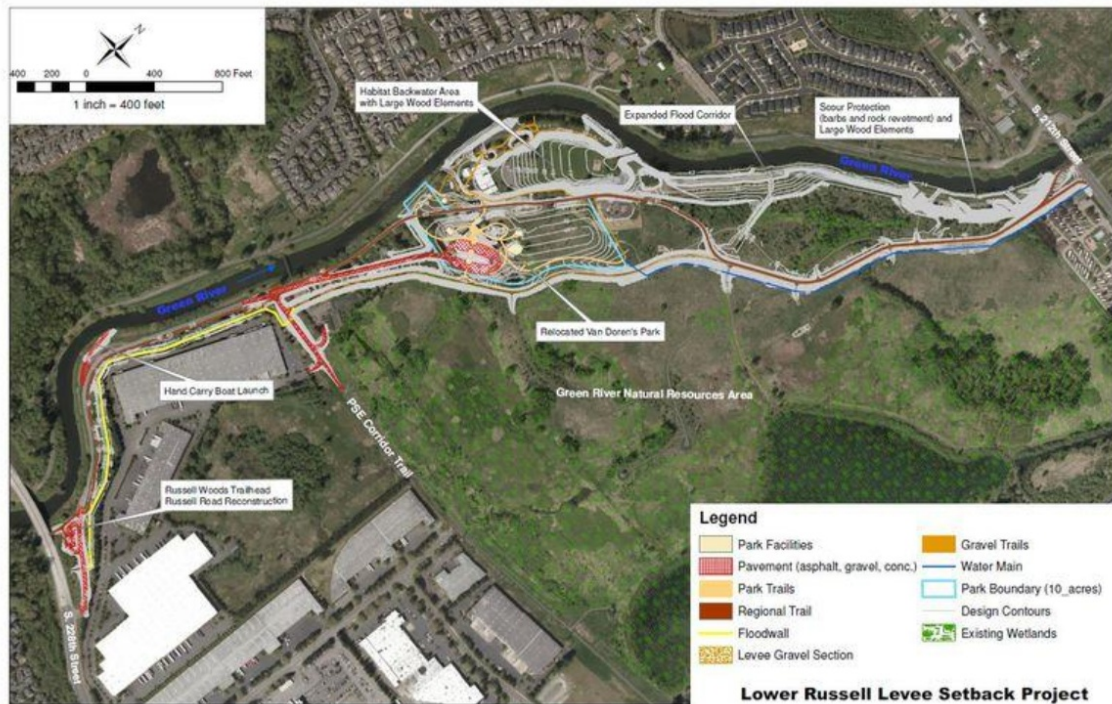 N
400 200 0 400 800 Feet
1 inch = 400 feet
Habitat Backwater Area
with Large Wood Elements
Expanded Flood Corridor
Scour Protection
(barbs and rock revetment) and
Large Wood Elements
S. 212th Street
Green River
Green River
Relocated Van Doren's Park
Hand Carry Boat Launch
Green River Natural Resources Area
PSE Corridor Trail
Russell Woods Trailhead
Russell Road Reconstruction
S. 228th Street
Legend
Park Facilities
Pavement (asphalt, gravel, conc.)
Park Trails
Regional Trail
Floodwall
Levee Gravel Section
Gravel Trails
Water Main
Park Boundary (10_acres)
Design Contours
Existing Wetlands
Lower Russell Levee Setback Project